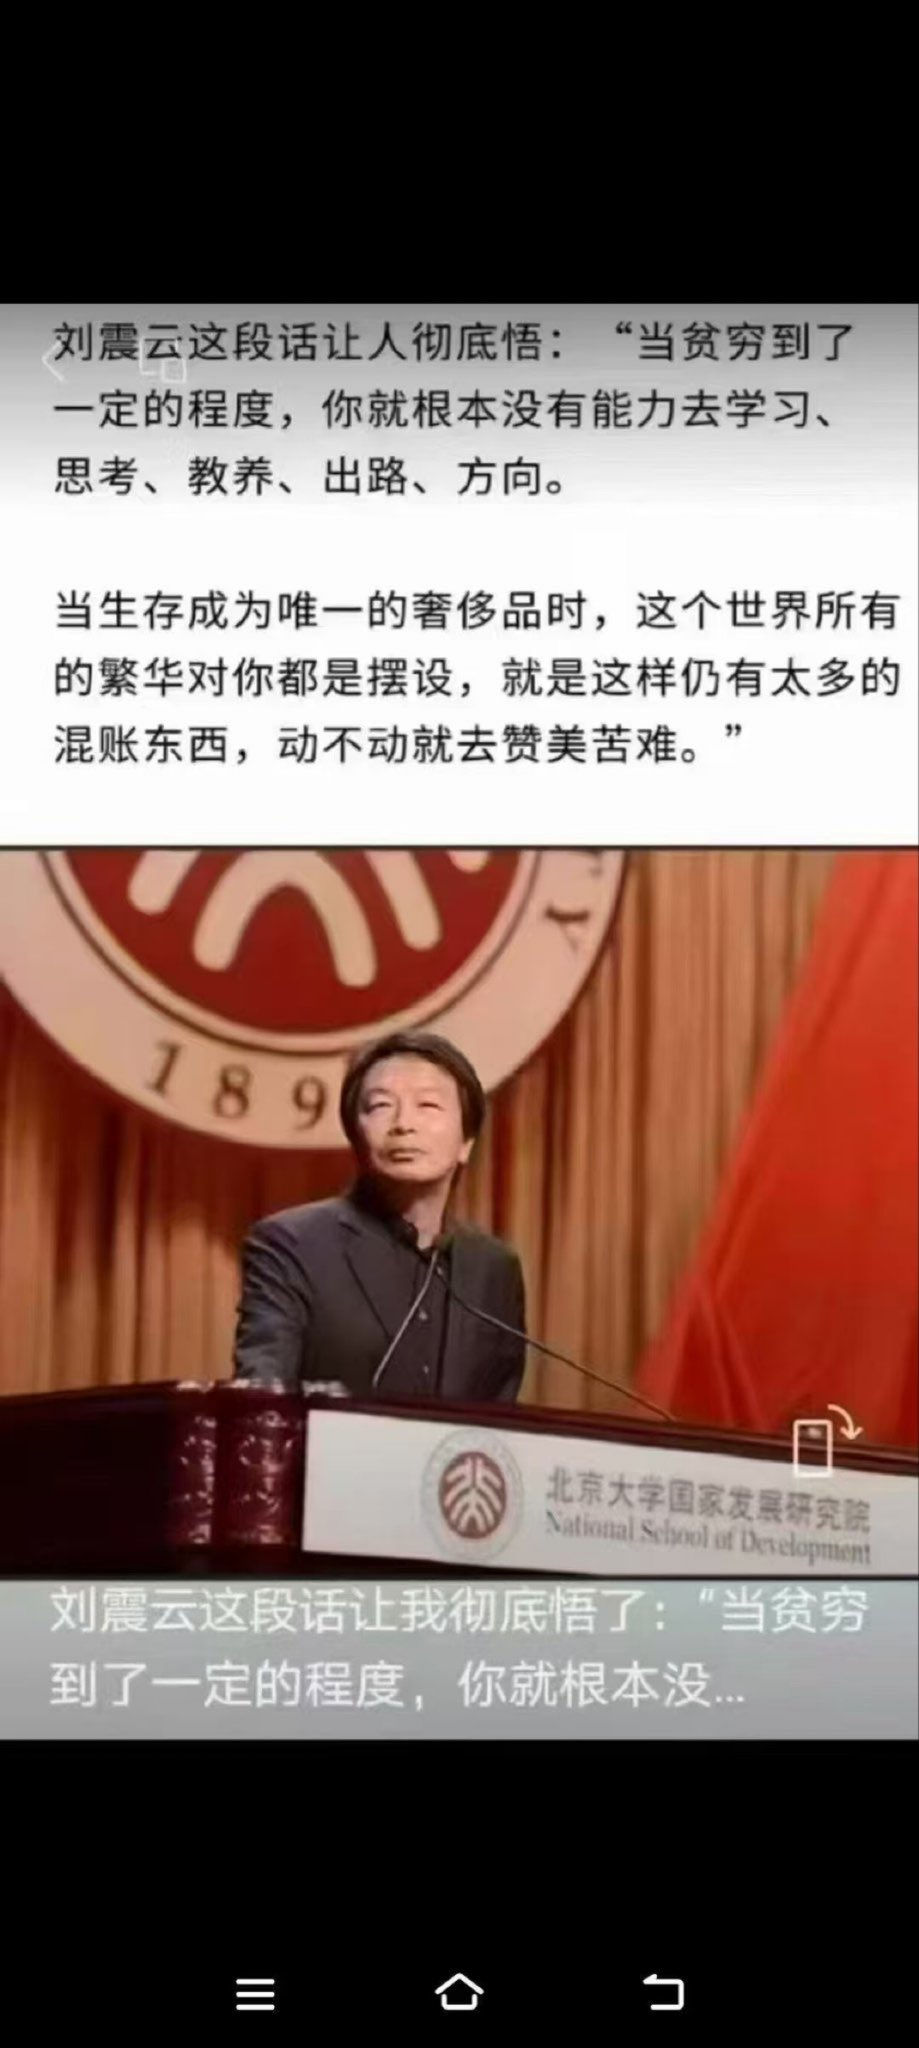 刘震云这段话让人彻底悟：“当贫穷到了
一定的程度，你就根本没有能力去学习、
思考、教养、出路、方向。
当生存成为唯一的奢侈品时，这个世界所有
的繁华对你都是摆设，就是这样仍有太多的
混账东西，动不动就去赞美苦难。”
TY
189
北京大学国家发展研究院
National School of Development
刘震云这段话让我彻底悟了：“当贫穷
到了一定的程度，你就根本没...